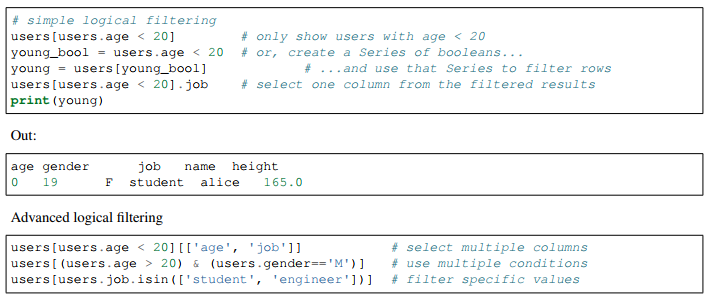 # simple logical filtering
users[users.age < 20]         # only show users with age < 20
young_bool = users.age < 20  # or, create a Series of booleans...
young = users[young_bool]            # ...and use that Series to filter rows
users[users.age < 20].job    # select one column from the filtered results
print(young)
Out:
age gender      job   name  height
0   19      F  student  alice   165.0
Advanced logical filtering
users[users.age < 20][['age', 'job']]           # select multiple columns
users[(users.age > 20) & (users.gender=='M')]   # use multiple conditions
users[users.job.isin(['student', 'engineer'])]  # filter specific values